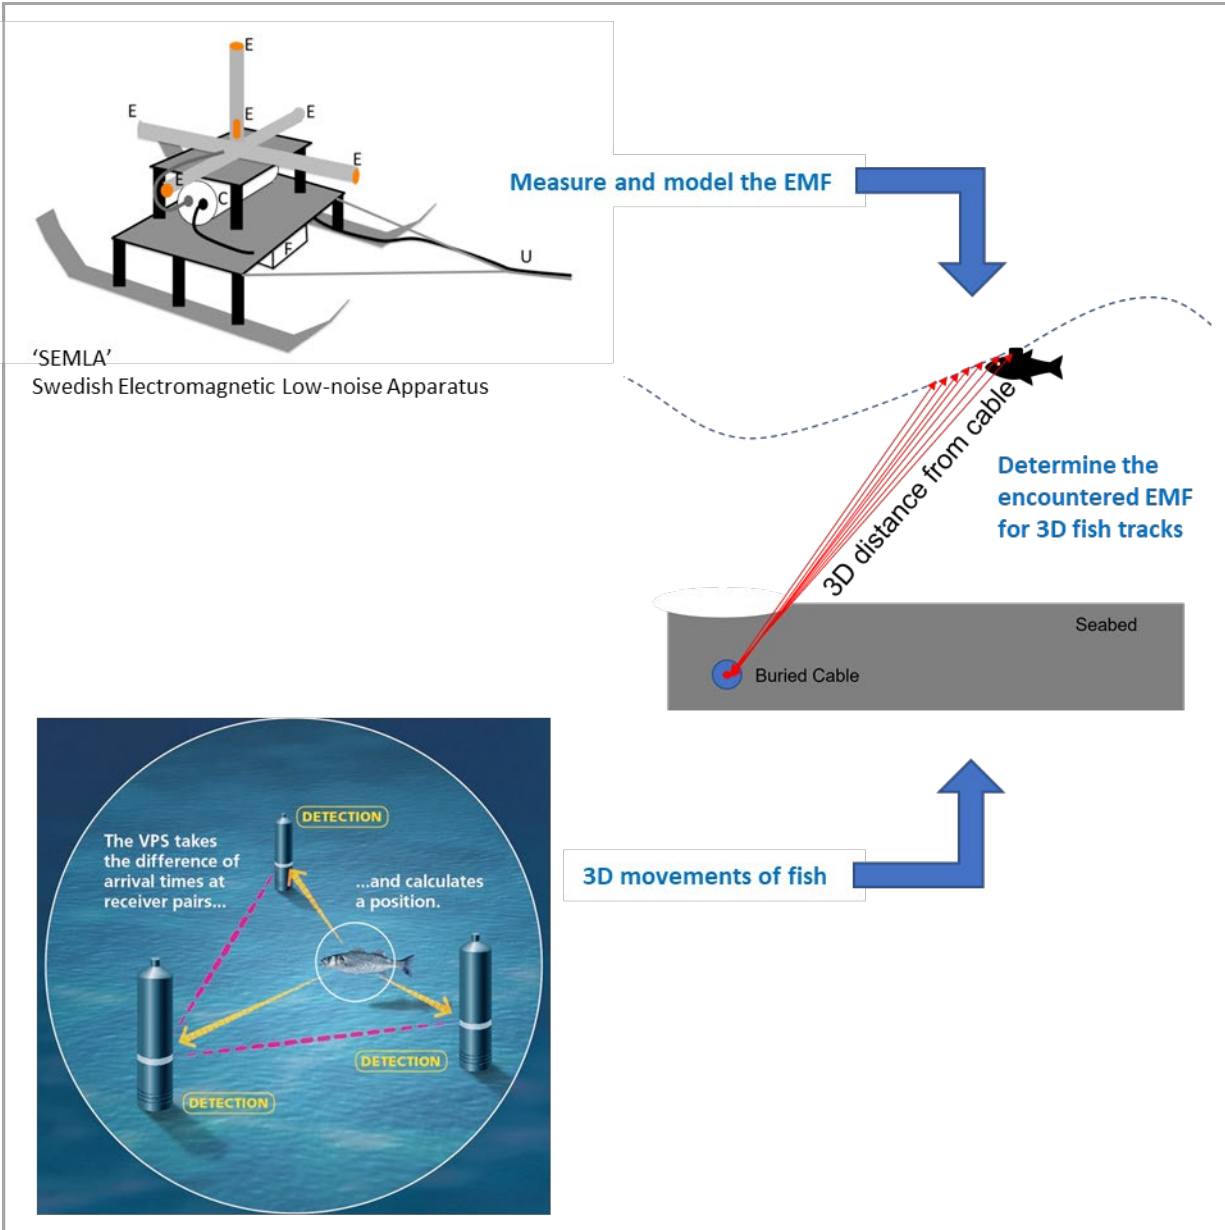 E
E
E
E
E
E
C
F
U
'SEMLA'
Swedish Electromagnetic Low-noise Apparatus
Measure and model the EMF
3D distance from cable
Determine the
encountered EMF
for 3D fish tracks
Seabed
Buried Cable
3D movements of fish
DETECTION
The VPS takes
the difference of
arrival times at
receiver pairs...
...and calculates
a position.
DETECTION
DETECTION